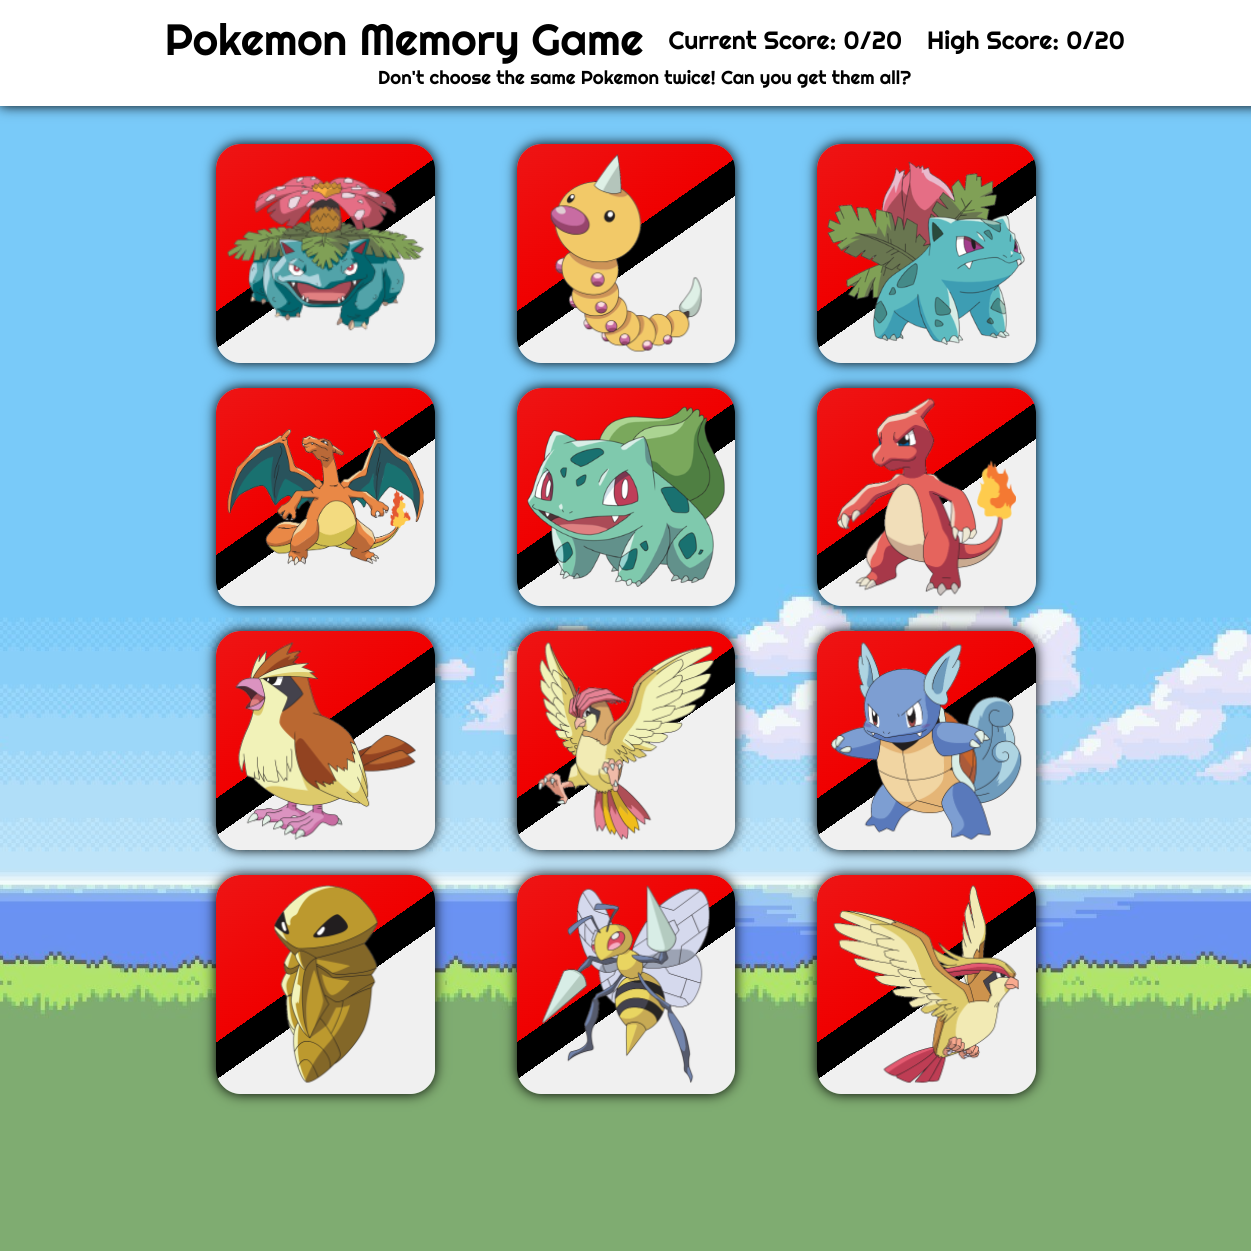 Pokemon Memory Game Current Score: 0/20 High Score: 0/20
Don't choose the same Pokemon twice! Can you get them all?